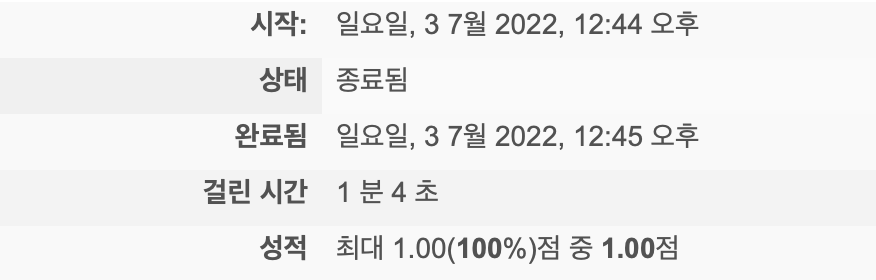 시작: 일요일, 3 7월 2022, 12:44 오후
상태 종료됨
완료됨 일요일, 3 7월 2022, 12:45 오후
걸린 시간 1 분 4 초
성적 최대 1.00(100%)점 중 1.00점